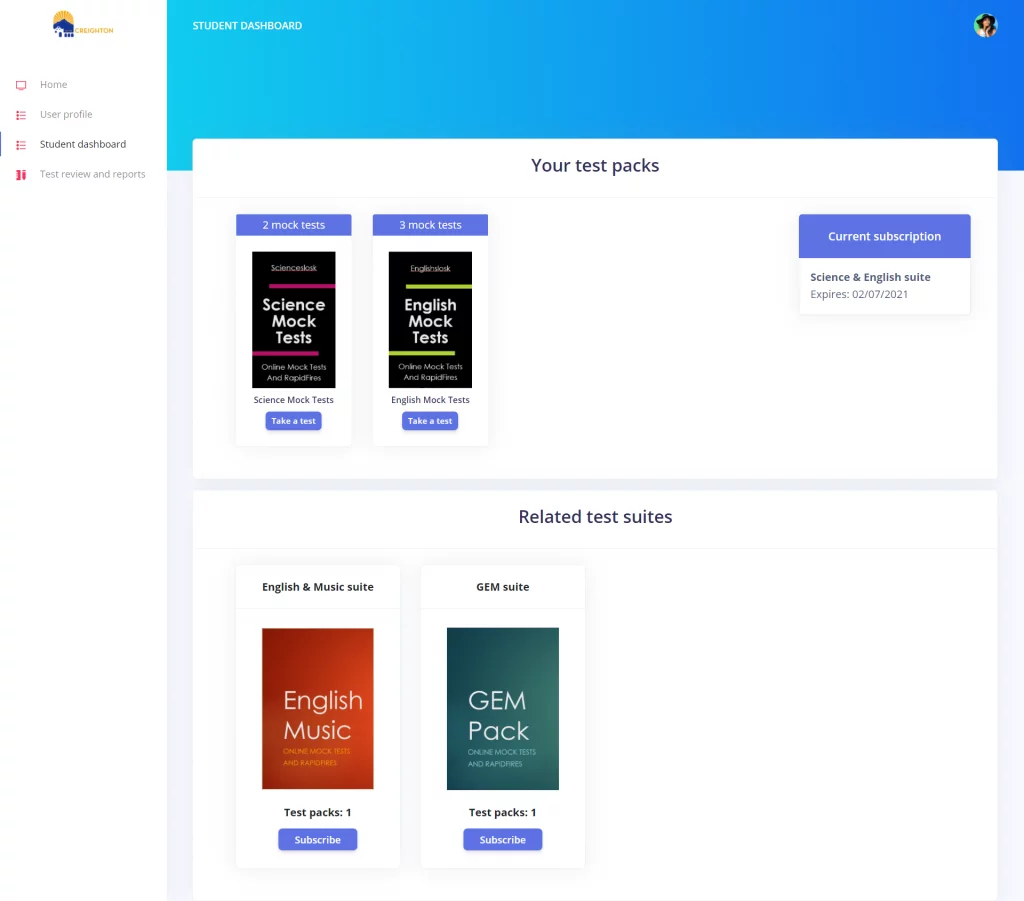 CREIGHTON
STUDENT DASHBOARD
Home
User profile
Student dashboard
Test review and reports
Your test packs
2 mock tests
Scienceslosk
Science
Mock
Tests
Online Mock Tests
And RapidFires
Science Mock Tests
Take a test
3 mock tests
Englishslosk
English
Mock
Tests
Online Mock Tests
And RapidFires
English Mock Tests
Take a test
Current subscription
Science & English suite
Expires: 02/07/2021
Related test suites
English & Music suite
English
Music
ONLINE MOCK TESTS
AND RAPIDFIRES
Test packs: 1
Subscribe
GEM suite
GEM
Pack
ONLINE MOCK TESTS
AND RAPIDFIRES
Test packs: 1
Subscribe